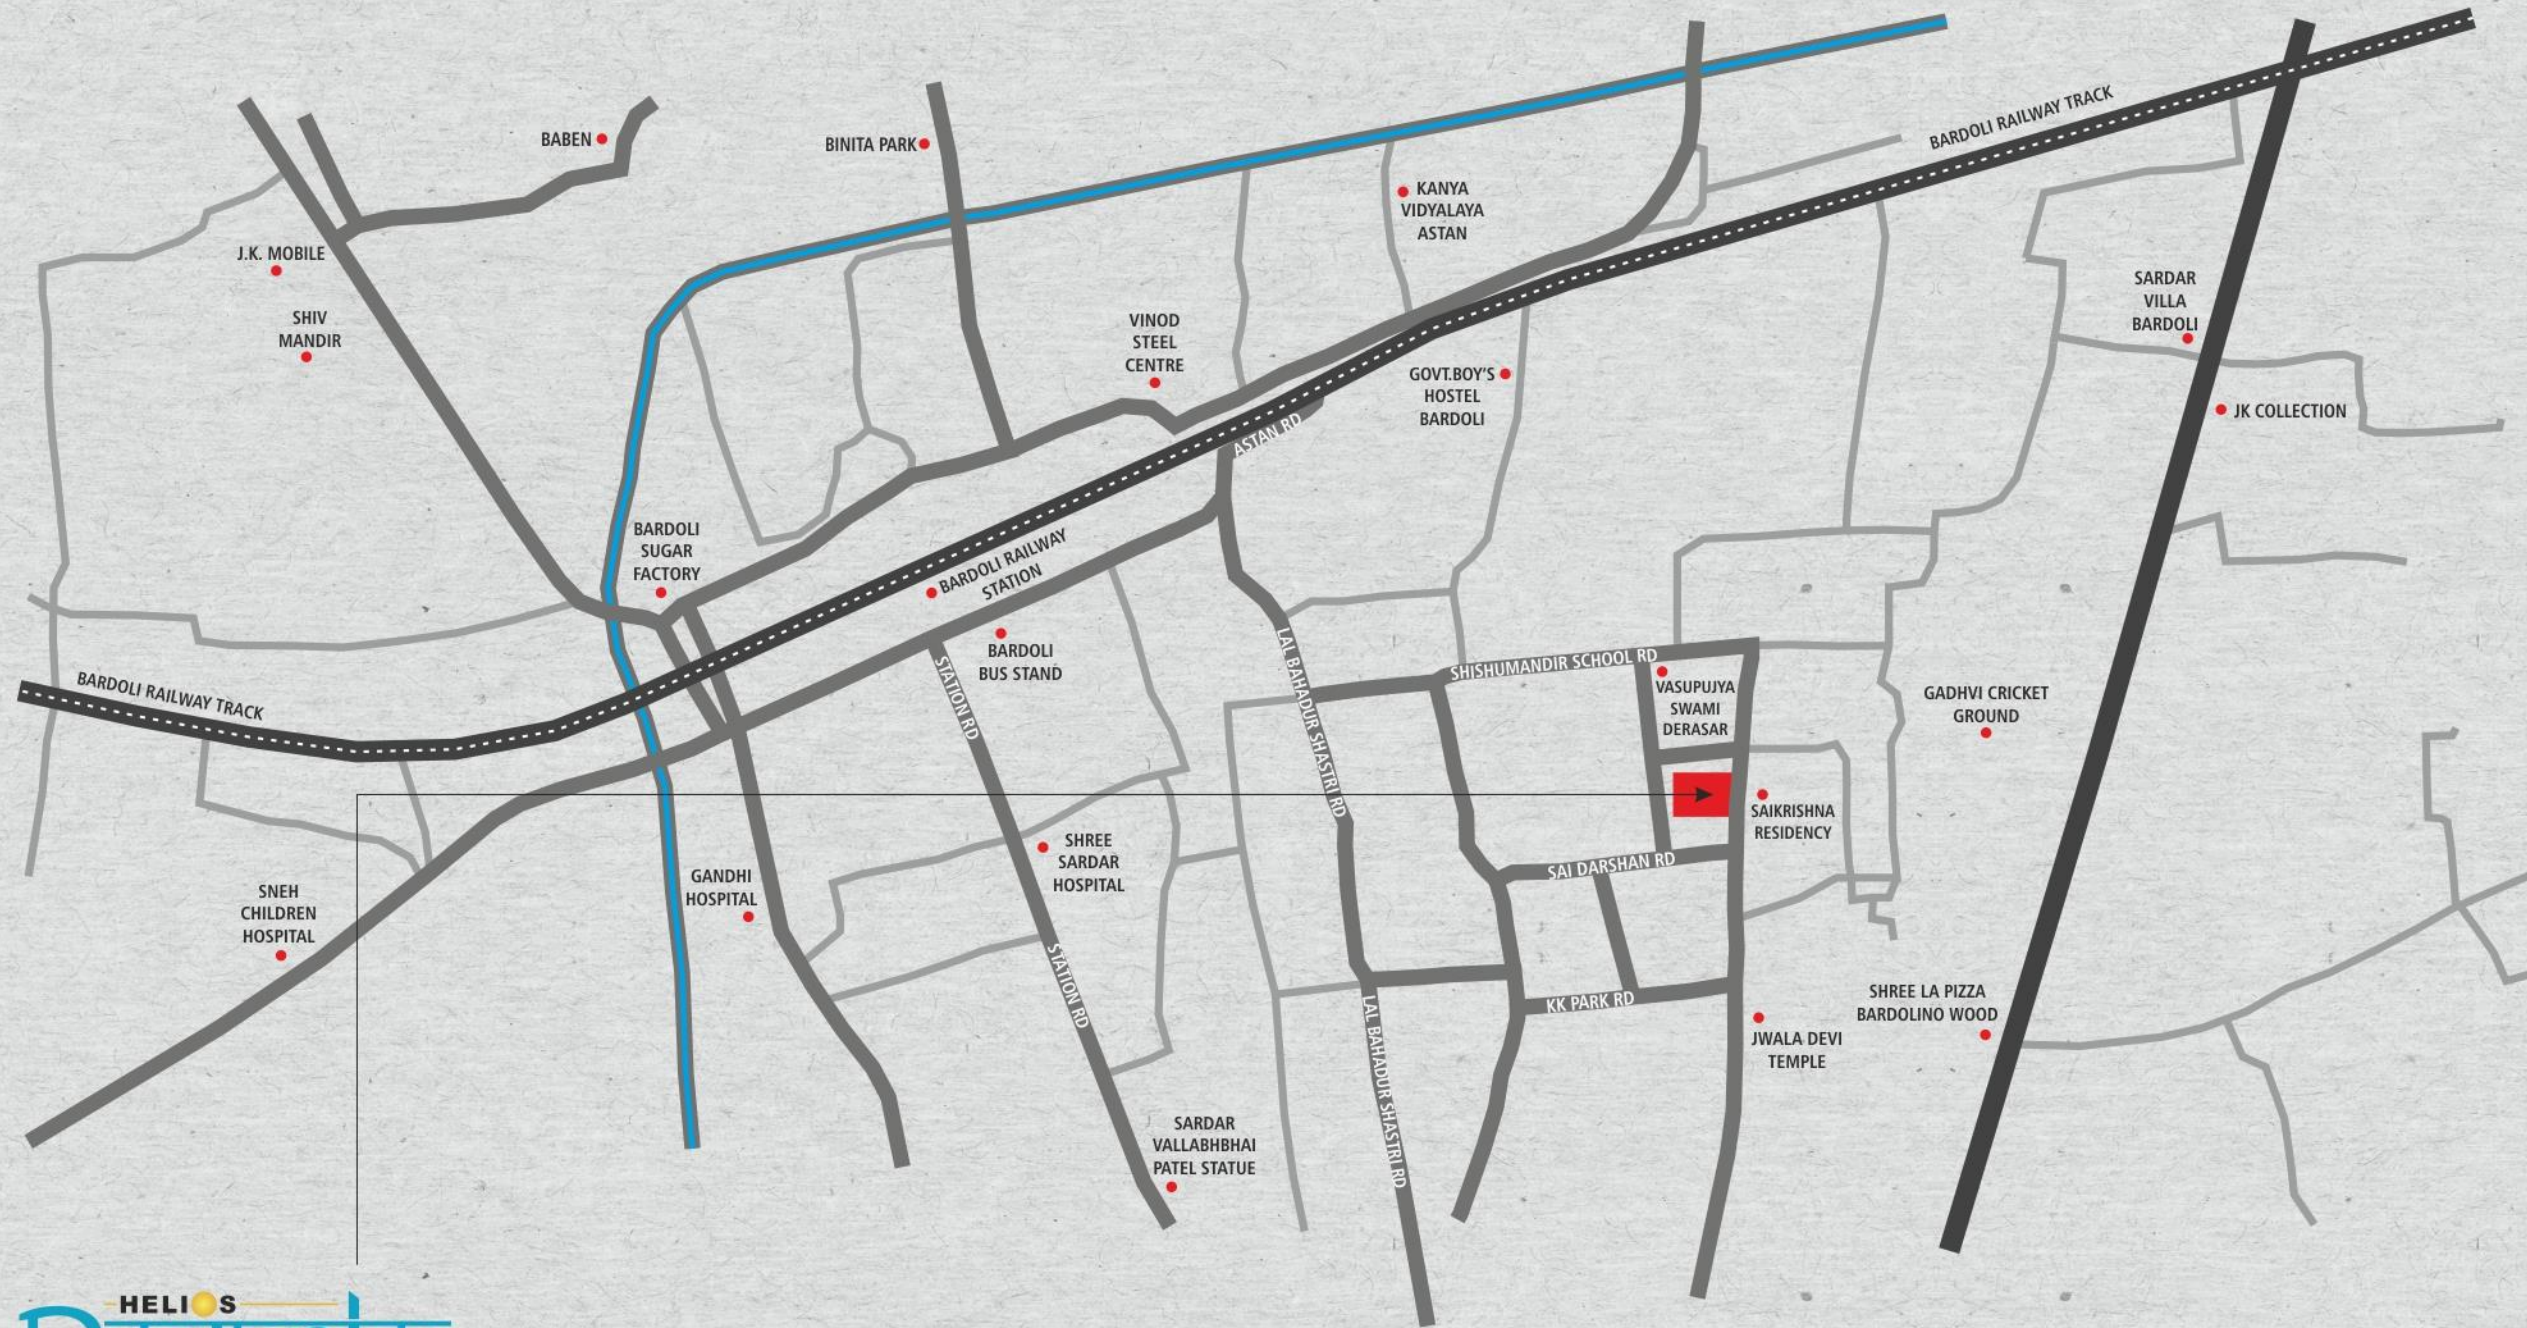 BARDOLI RAILWAY TRACK
BABEN
BINITA PARK
KANYA
VIDYALAYA
ASTAN
J.K. MOBILE
SHIV
MANDIR
VINOD
STEEL
CENTRE
SARDAR
VILLA
BARDOLI
GOVT.BOY'S
HOSTEL
BARDOLI
JK COLLECTION
ASTAN RD
BARDOLI
SUGAR
FACTORY
BARDOLI RAILWAY
STATION
BARDOLI
BUS STAND
STATION RD
LAL BAHADUR SHASTRI RD
SHISHUMANDIR SCHOOL RD
VASUPUJYA
SWAMI
DERASAR
GADHVI CRICKET
GROUND
BARDOLI RAILWAY TRACK
SAIKRISHNA
RESIDENCY
SHREE
SARDAR
HOSPITAL
SAI DARSHAN RD
GANDHI
HOSPITAL
SNEH
CHILDREN
HOSPITAL
STATION RD
KK PARK RD
SHREE LA PIZZA
BARDOLINO WOOD
JWALA DEVI
TEMPLE
LAL BAHADUR SHASTRI RD
SARDAR
VALLABHBHAI
PATEL STATUE
HELIOS